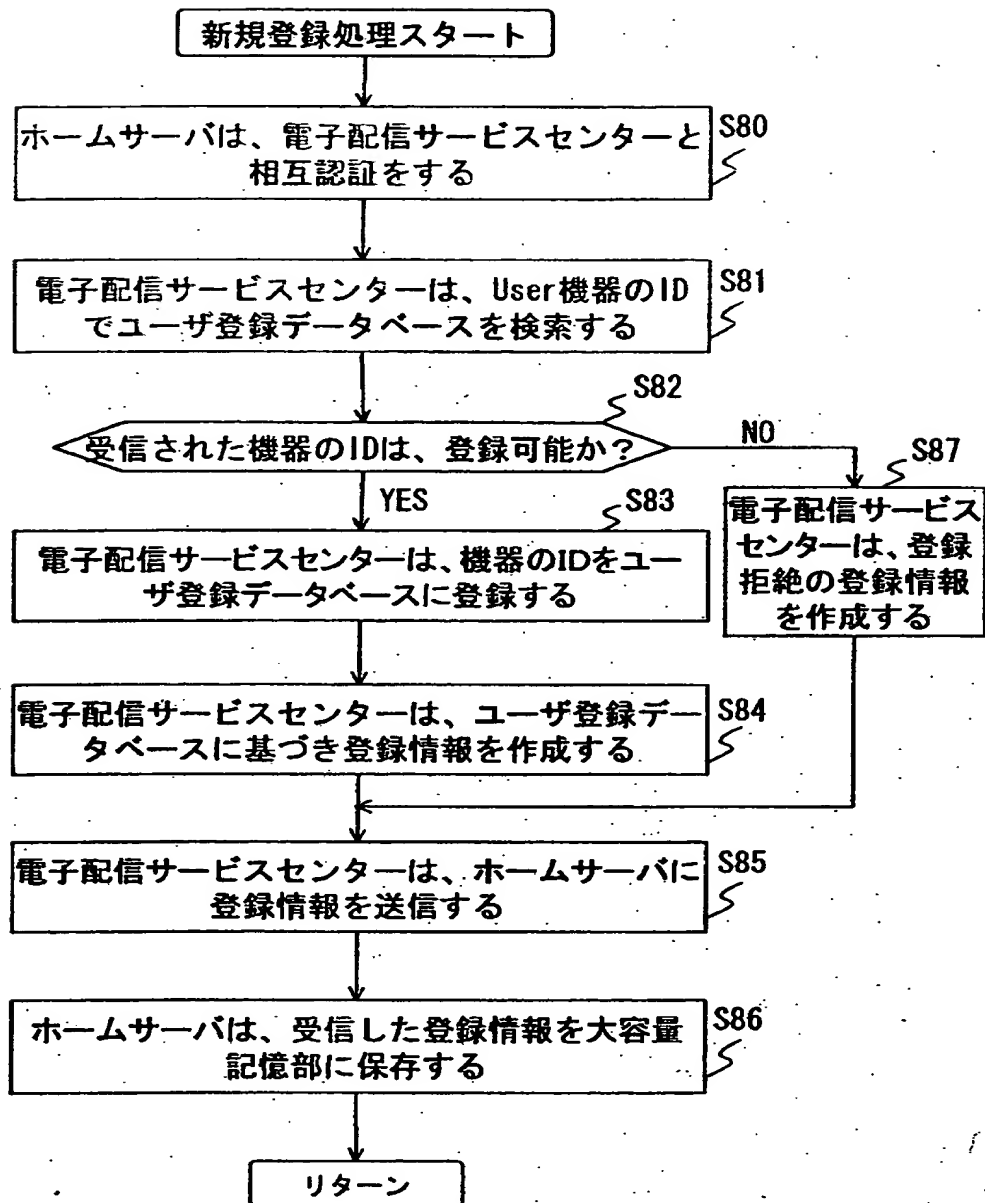 新規登録処理スタート
ホームサーバは、電子配信サービスセンターと
相互認証をする
S80
電子配信サービスセンターは、User機器のID
でユーザ登録データベースを検索する
S81
S82
受信された機器のIDは、登録可能か？
NO
YES
S87
電子配信サービス
センターは、登録
拒絶の登録情報
を作成する
S83
電子配信サービスセンターは、機器のIDをユー
ザ登録データベースに登録する
電子配信サービスセンターは、ユーザ登録デー
タベースに基づき登録情報を作成する
S84
電子配信サービスセンターは、ホームサーバに
登録情報を送信する
S85
ホームサーバは、受信した登録情報を大容量
記憶部に保存する
S86
リターン